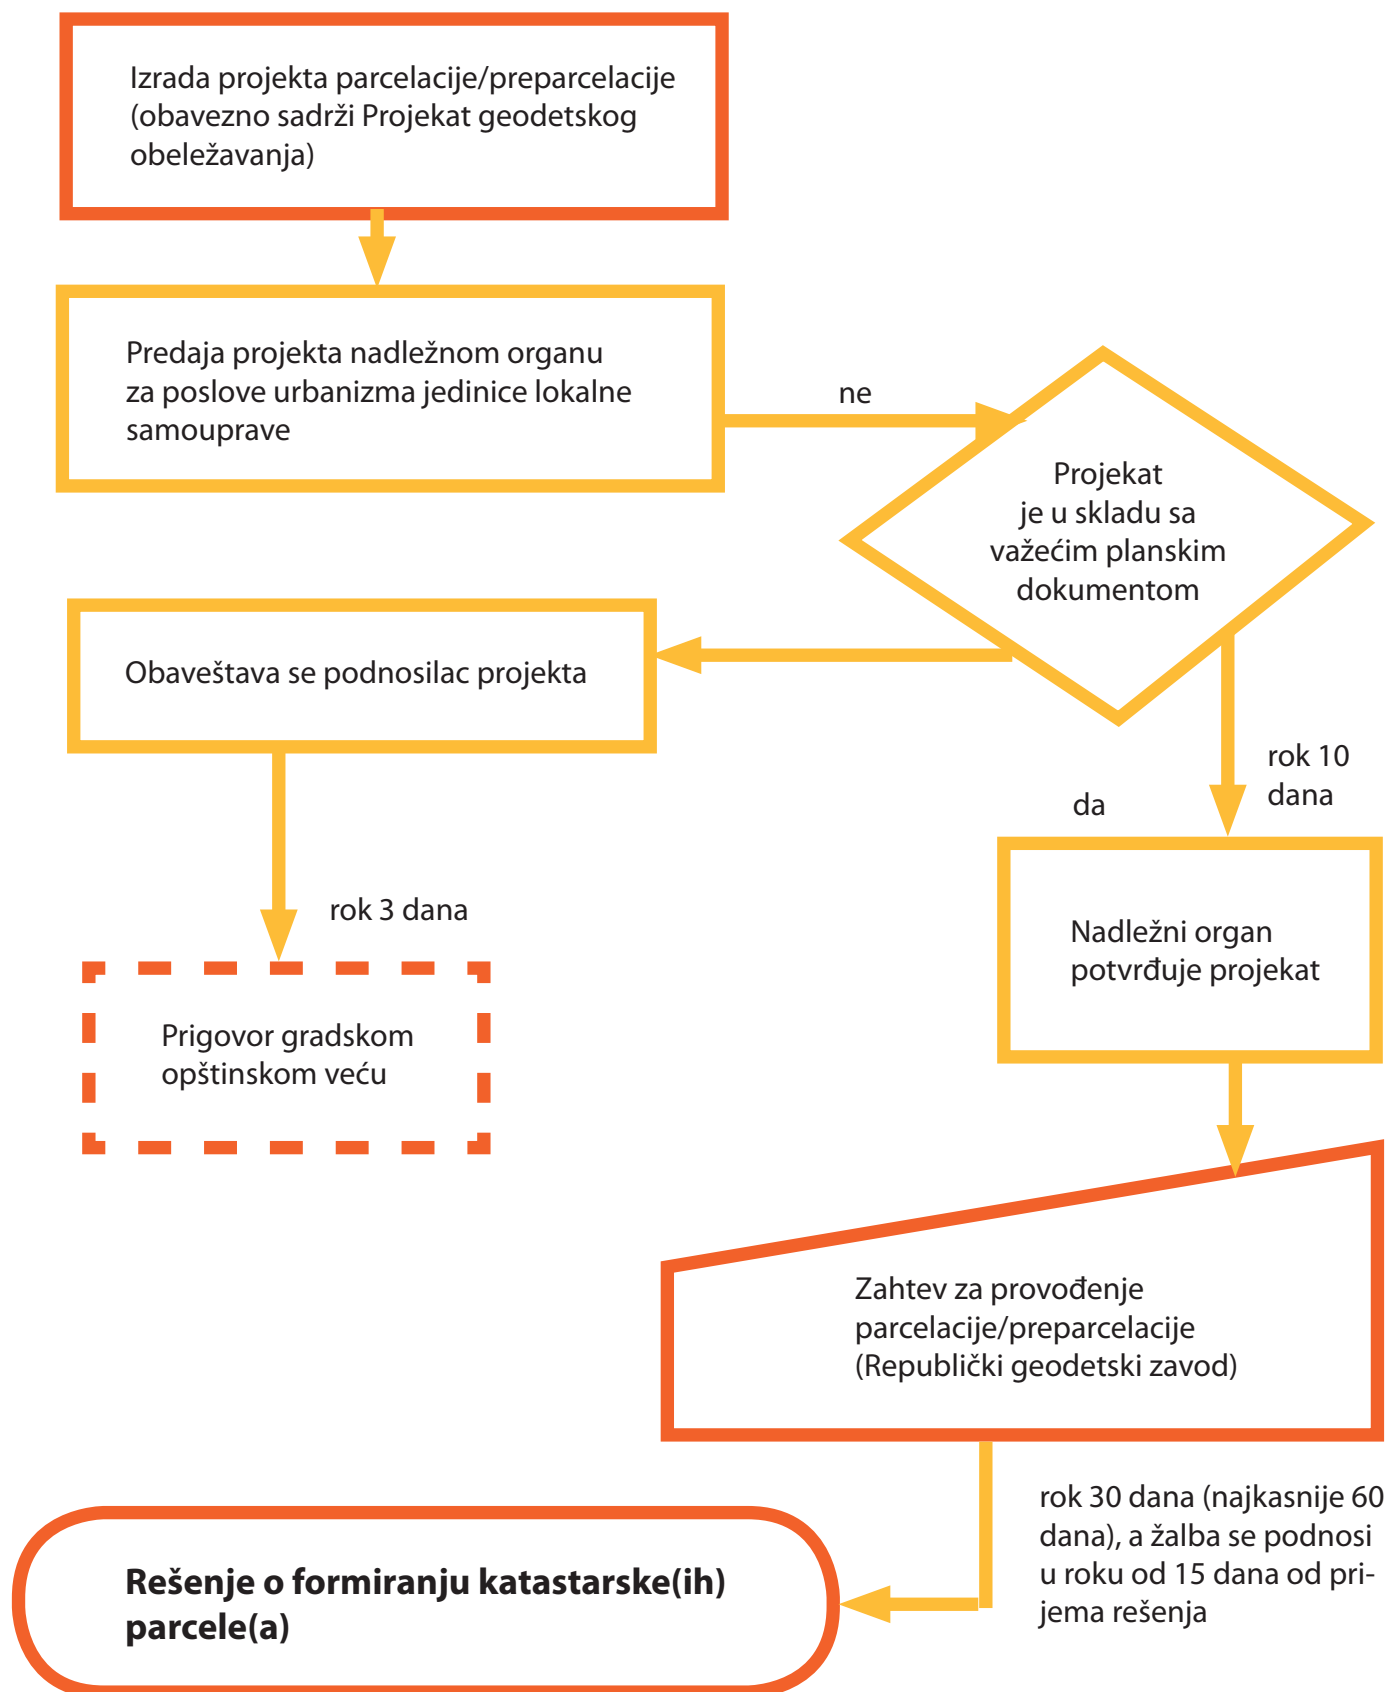 Izrada projekta parcelacije/preparcelacije
(obavezno sadrži Projekat geodetskog
obeležavanja)
Predaja projekta nadležnom organu
za poslove urbanizma jedinice lokalne
samouprave
ne
Projekat
je u skladu sa
važećim planskim
dokumentom
Obaveštava se podnosilac projekta
rok 10
dana
da
rok 3 dana
Nadležni organ
potvrđuje projekat
Prigovor gradskom
opštinskom veću
Zahtev za provođenje
parcelacije/preparcelacije
(Republički geodetski zavod)
rok 30 dana (najkasnije 60
dana), a žalba se podnosi
u roku od 15 dana od pri-
jema rešenja
Rešenje o formiranju katastarske(ih)
parcele(a)